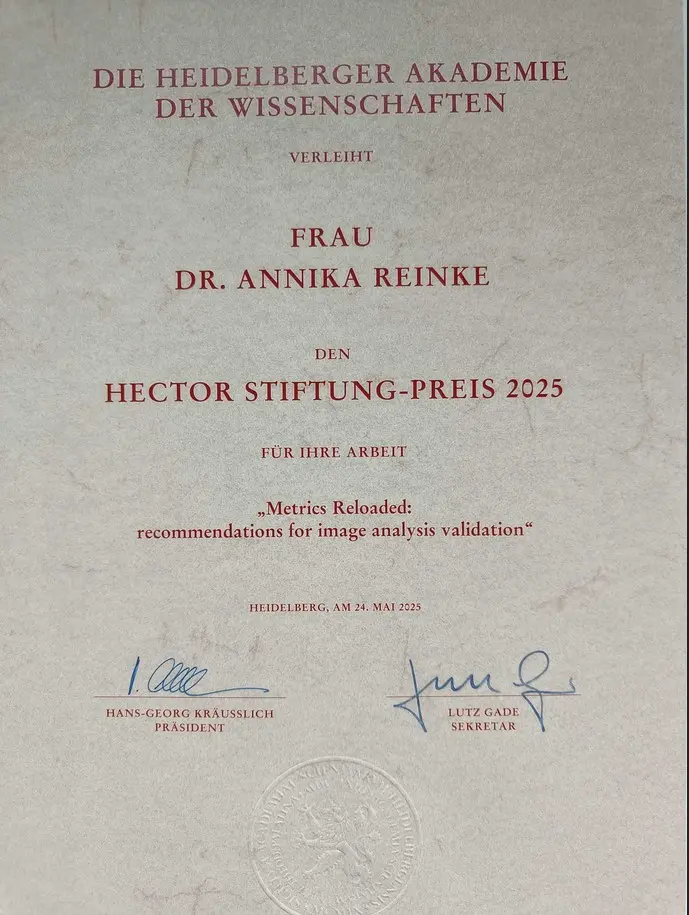 DIE HEIDELBERGER AKADEMIE
DER WISSENSCHAFTEN
VERLEIHT
FRAU
DR. ANNIKA REINKE
DEN
HECTOR STIFTUNG-PREIS 2025
FÜR IHRE ARBEIT
„Metrics Reloaded:
recommendations for image analysis validation“
HEIDELBERG, AM 24. MAI 2025
HANS-GEORG KRÄUSSLICH
PRÄSIDENT
LUTZ GADE
SEKRETAR